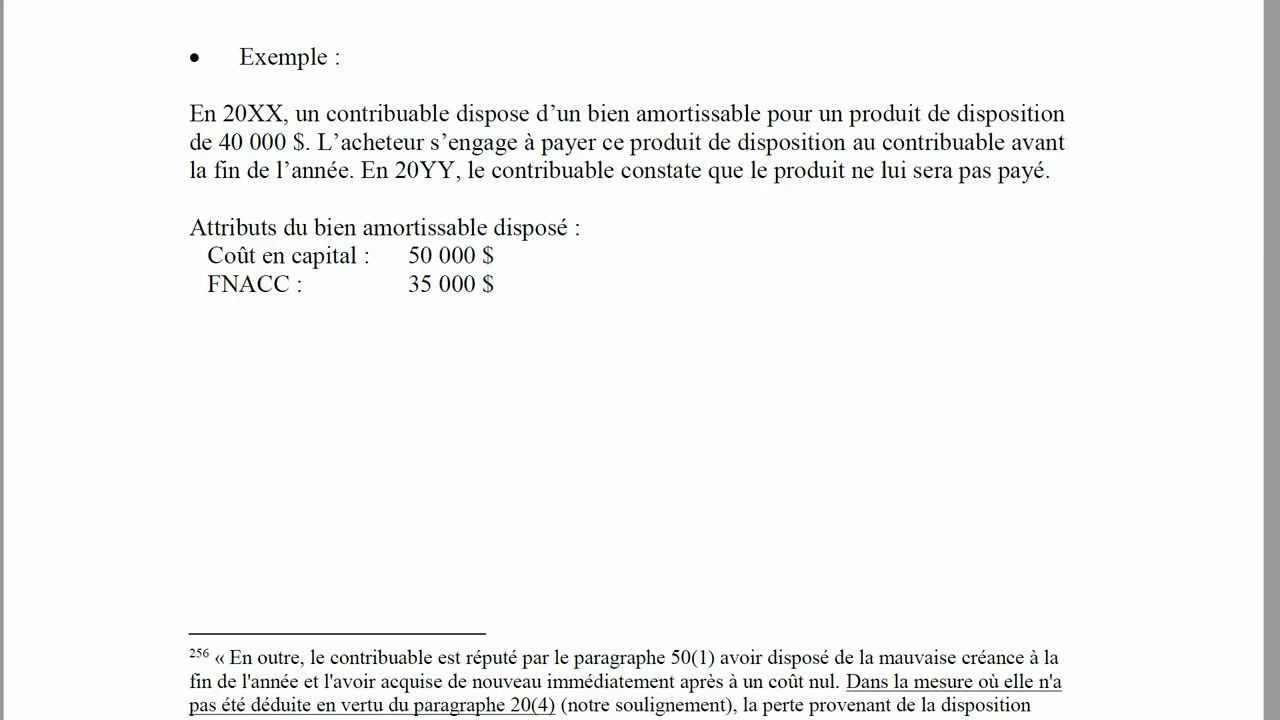 • Exemple :
En 20XX, un contribuable dispose d’un bien amortissable pour un produit de disposition
de 40 000 $. L’acheteur s’engage à payer ce produit de disposition au contribuable avant
la fin de l’année. En 20YY, le contribuable constate que le produit ne lui sera pas payé.
Attributs du bien amortissable disposé :
Coût en capital : 50 000 $
FNACC : 35 000 $
256 « En outre, le contribuable est réputé par le paragraphe 50(1) avoir disposé de la mauvaise créance à la
fin de l'année et l'avoir acquise de nouveau immédiatement après à un coût nul. Dans la mesure où elle n'a
pas été déduite en vertu du paragraphe 20(4) (notre soulignement), la perte provenant de la disposition